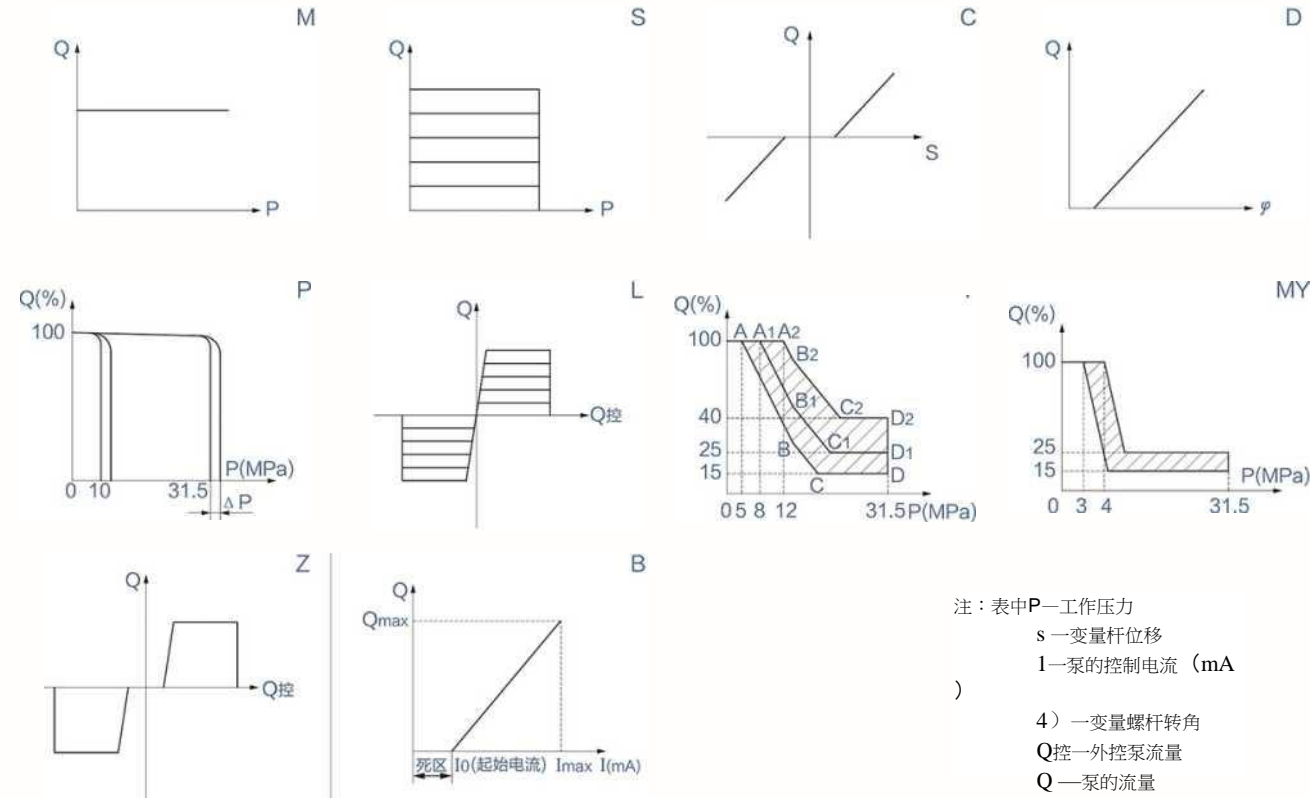 M
Q
P
S
Q
P
C
Q
S
D
Q
φ
P
Q(%)
100
P(MPa)
0 10 31.5
ΔP
L
Q
Q控
Q(%)
100 A A1 A2
B2
B1
40 C2 D2
B C1
25 D1
15 C D
0 5 8 12 31.5 P(MPa)
MY
Q(%)
100
25
15 P(MPa)
0 3 4 31.5
Z
Q
Q控
B
Q
Qmax
死区 I0(起始电流) Imax I(mA)
注：表中P—工作压力
s 一变量杆位移
1一泵的控制电流（mA
）
4）一变量螺杆转角
Q控一外控泵流量
Q —泵的流量